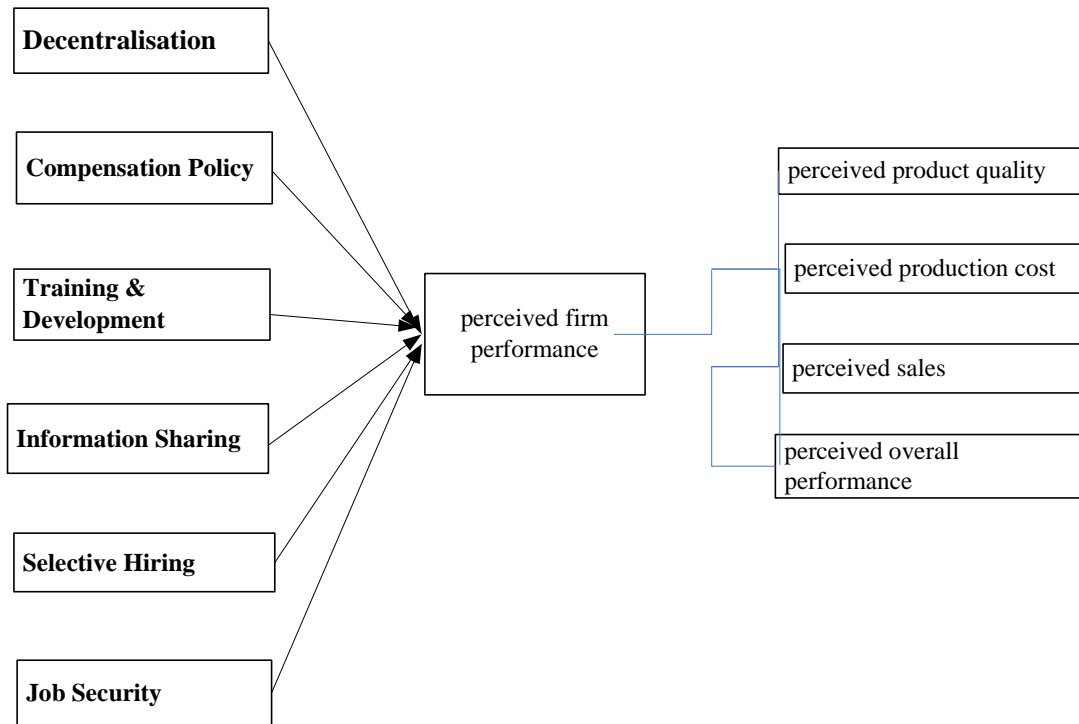 Decentralisation
Compensation Policy
Training &
Development
Information Sharing
Selective Hiring
Job Security
perceived firm
performance
perceived product quality
perceived production cost
perceived sales
perceived overall
performance